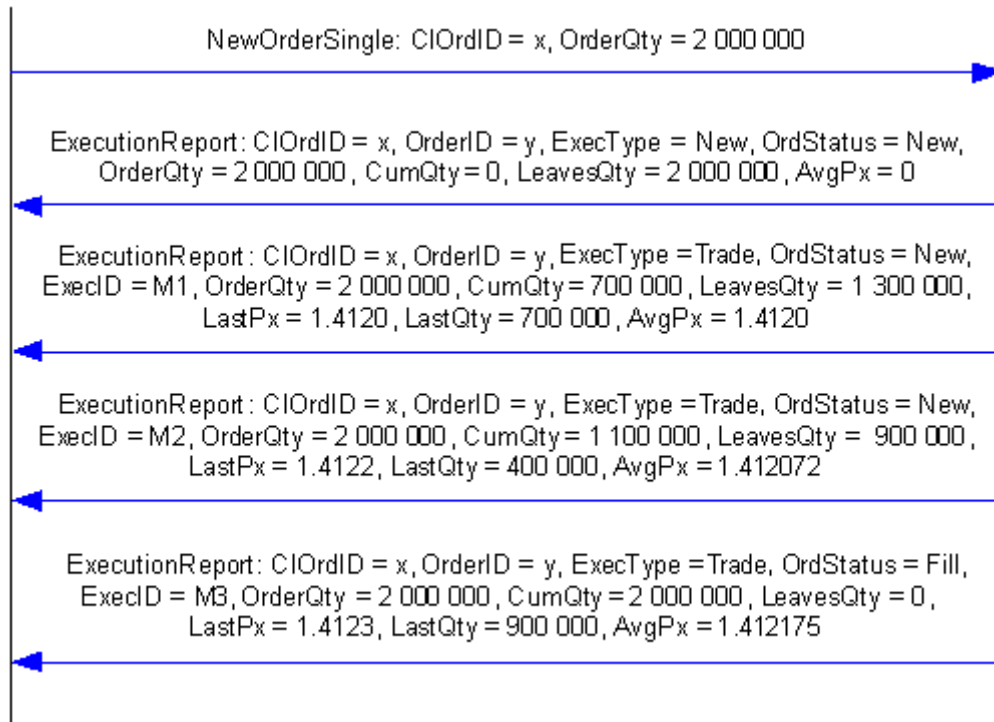 NewOrderSingle: ClOrdID = x, OrderQty = 2 000 000
ExecutionReport: ClOrdID = x, OrderID = y, ExecType = New, OrdStatus = New,
OrderQty = 2 000 000, CumQty = 0, LeavesQty = 2 000 000, AvgPx = 0
ExecutionReport: ClOrdID = x, OrderID = y, ExecType =Trade, OrdStatus = New,
ExecID = M1, OrderQty = 2 000 000, CumQty = 700 000, LeavesQty = 1 300 000,
LastPx = 1.4120, LastQty = 700 000, AvgPx = 1.4120
ExecutionReport: ClOrdID = x, OrderID = y, ExecType =Trade, OrdStatus = New,
ExecID = M2, OrderQty = 2 000 000, CumQty = 1 100 000, LeavesQty = 900 000,
LastPx = 1.4122, LastQty = 400 000, AvgPx = 1.412072
ExecutionReport: ClOrdID = x, OrderID = y, ExecType =Trade, OrdStatus = Fill,
ExecID = M3, OrderQty = 2 000 000, CumQty = 2 000 000, LeavesQty = 0,
LastPx = 1.4123, LastQty = 900 000, AvgPx = 1.412175